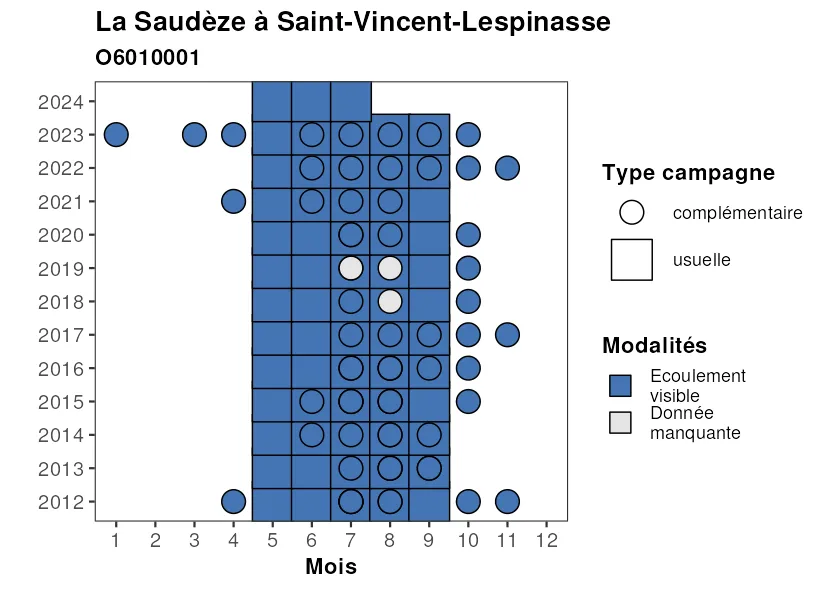 La Saudèze à Saint-Vincent-Lespinasse
O6010001
2024
2023
2022
2021
2020
2019
2018
2017
2016
2015
2014
2013
2012
1 2 3 4 5 6 7 8 9 10 11 12
Mois
Type campagne
complémentaire
usuelle
Modalités
Ecoulement
visible
Donnée
manquante